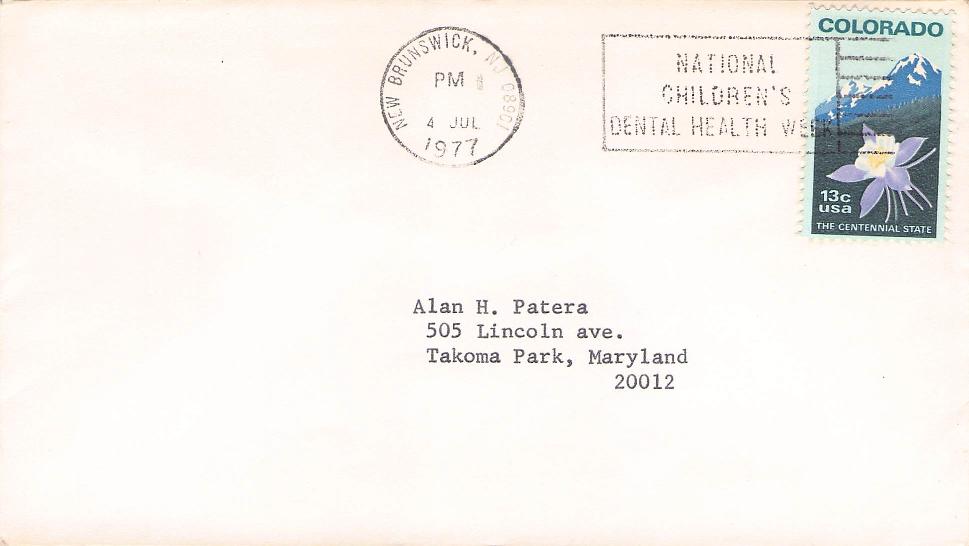 NEW BRUNSWICK, NJ 08901
PM
4 JUL
1977
NATIONAL
CHILDREN'S
DENTAL HEALTH WEEK
COLORADO
13c
usa
THE CENTENNIAL STATE
Alan H. Patera
505 Lincoln ave.
Takoma Park, Maryland
20012